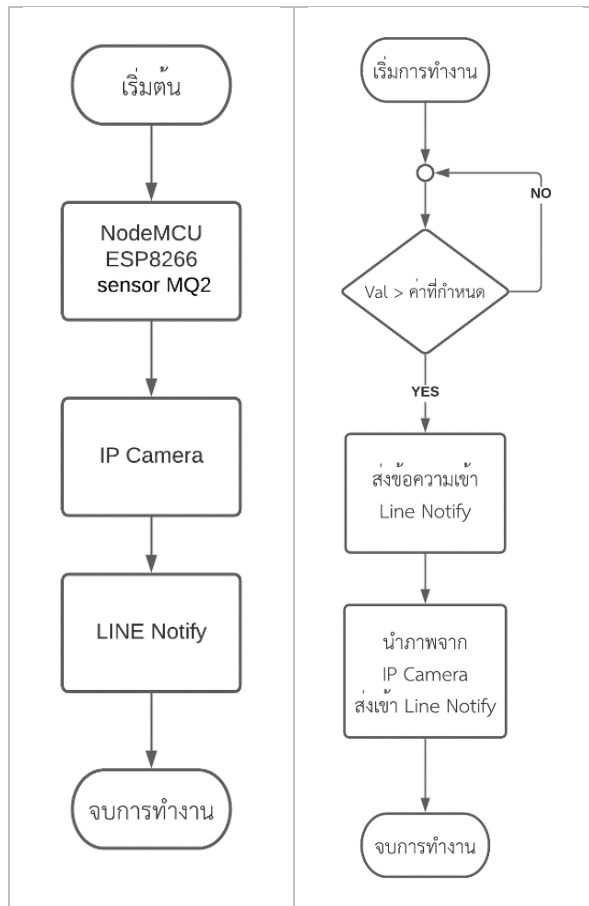 เริ่มต้น
NodeMCU
ESP8266
sensor MQ2
IP Camera
LINE Notify
จบการทำงาน
เริ่มการทำงาน
NO
Val > ค่าที่กำหนด
YES
ส่งข้อความเข้า
Line Notify
นำภาพจาก
IP Camera
ส่งเข้า Line Notify
จบการทำงาน